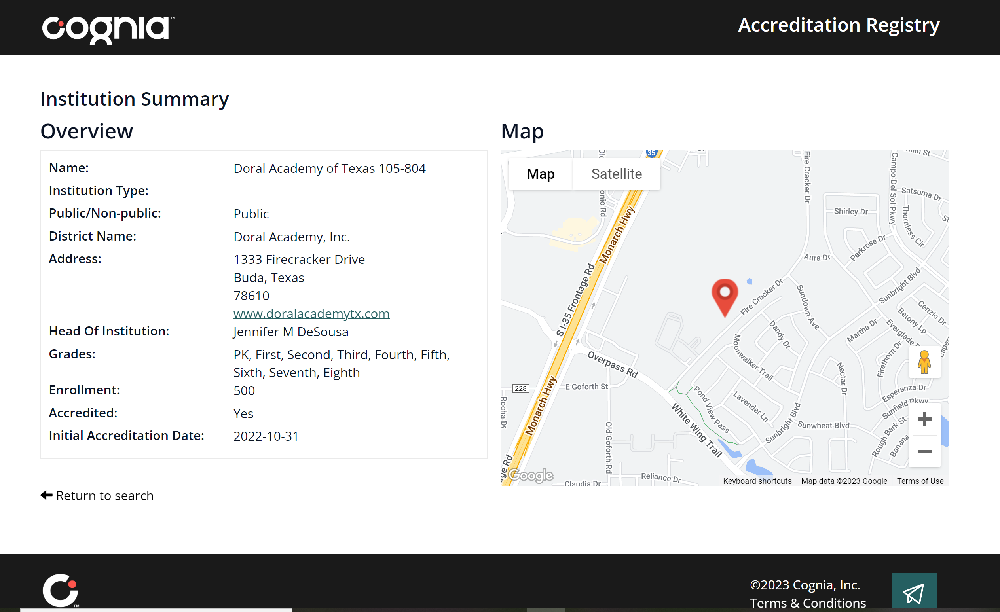 cognia™
Accreditation Registry
Institution Summary
Overview
Name: Doral Academy of Texas 105-804
Institution Type:
Public/Non-public: Public
District Name: Doral Academy, Inc.
Address: 1333 Firecracker Drive
Buda, Texas
78610
www.doralacademytx.com
Head Of Institution: Jennifer M DeSousa
Grades: PK, First, Second, Third, Fourth, Fifth,
Sixth, Seventh, Eighth
Enrollment: 500
Accredited: Yes
Initial Accreditation Date: 2022-10-31
Return to search
Map
Map
Satellite
35
Fire Cracker Dr
Campo Del Sol Pkwy
Satsuma Dr
Shirley Dr
Thornless Cir
Parkrose Dr
Aura Dr
Monarch Hwy
S I-35 Frontage Rd
Fire Cracker Dr
Sundown Ave
Sunbright Blvd
Cenzio Dr
Betony Lp
Martha Dr
Everglade
Dandy Dr
Moonwalker Trail
Firethorn Dr
Overpass Rd
Nectar Dr
E Goforth St
228
Rocha Dr
Monarch Hwy
Pond View Pass
Lavender Ln
Esperanza Dr
Sunfield Pkwy
White Wing Trail
Sunbright Blvd
Sunwheat Blvd
Rough Bark St
Banana
Old Goforth Rd
Reliance Dr
Claudia Dr
Google
Keyboard shortcuts
Map data ©2023 Google
Terms of Use
™
©2023 Cognia, Inc.
Terms & Conditions